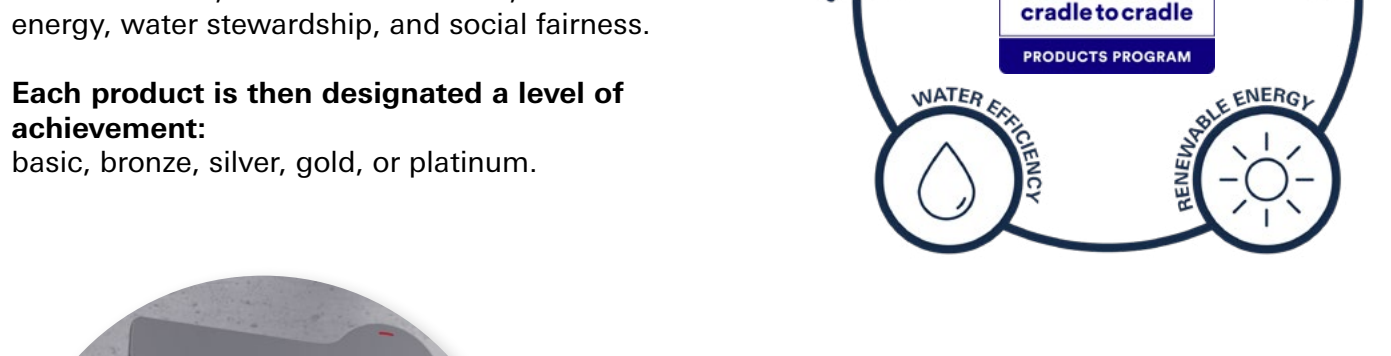 energy, water stewardship, and social fairness.
Each product is then designated a level of
achievement:
basic, bronze, silver, gold, or platinum.
cradle to cradle
PRODUCTS PROGRAM
WATER EFFICIENCY
RENEWABLE ENERGY